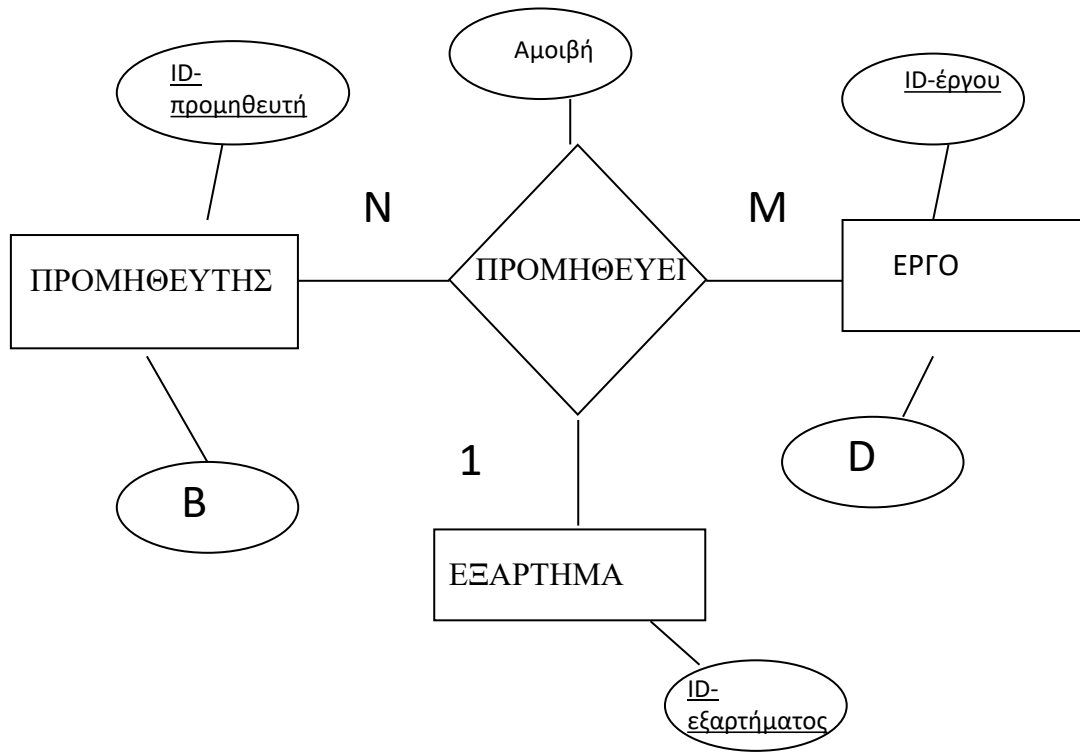 Αμοιβή
ID-
προμηθευτή
ID-έργου
N
M
ΠΡΟΜΗΘΕΥΤΗΣ
ΠΡΟΜΗΘΕΥΕΙ
ΕΡΓΟ
B
1
D
ΕΞΑΡΤΗΜΑ
ID-
εξαρτήματος